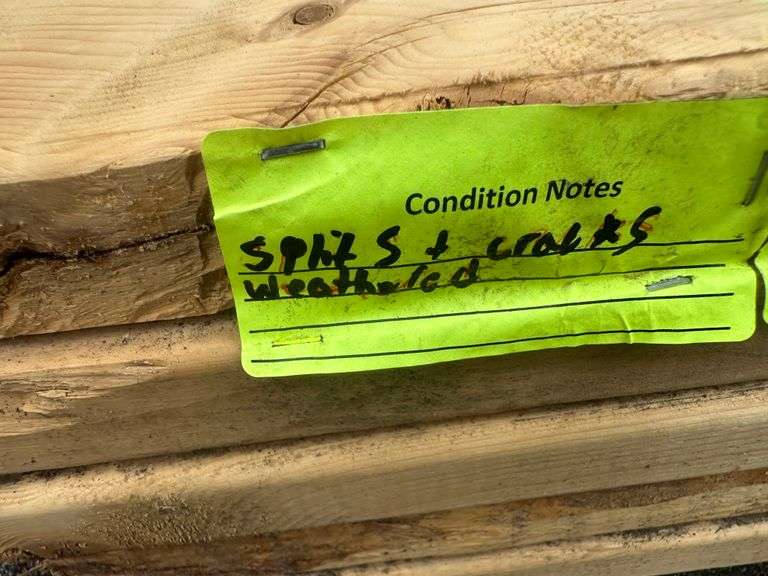 Condition Notes
Splits + cracks
Weathered